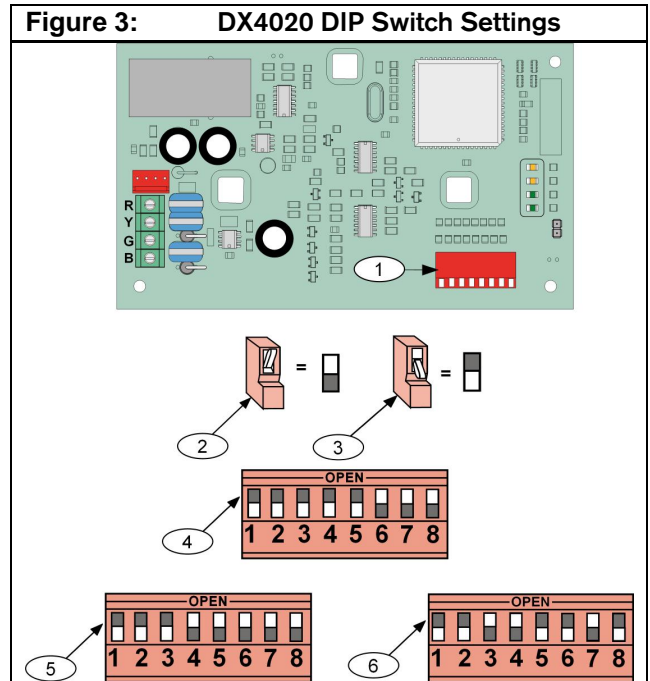 Figure 3: DX4020 DIP Switch Settings
R
Y
G
B
1
= =
2 3
OPEN
1 2 3 4 5 6 7 8
4
OPEN OPEN
1 2 3 4 5 6 7 8 1 2 3 4 5 6 7 8
5 6